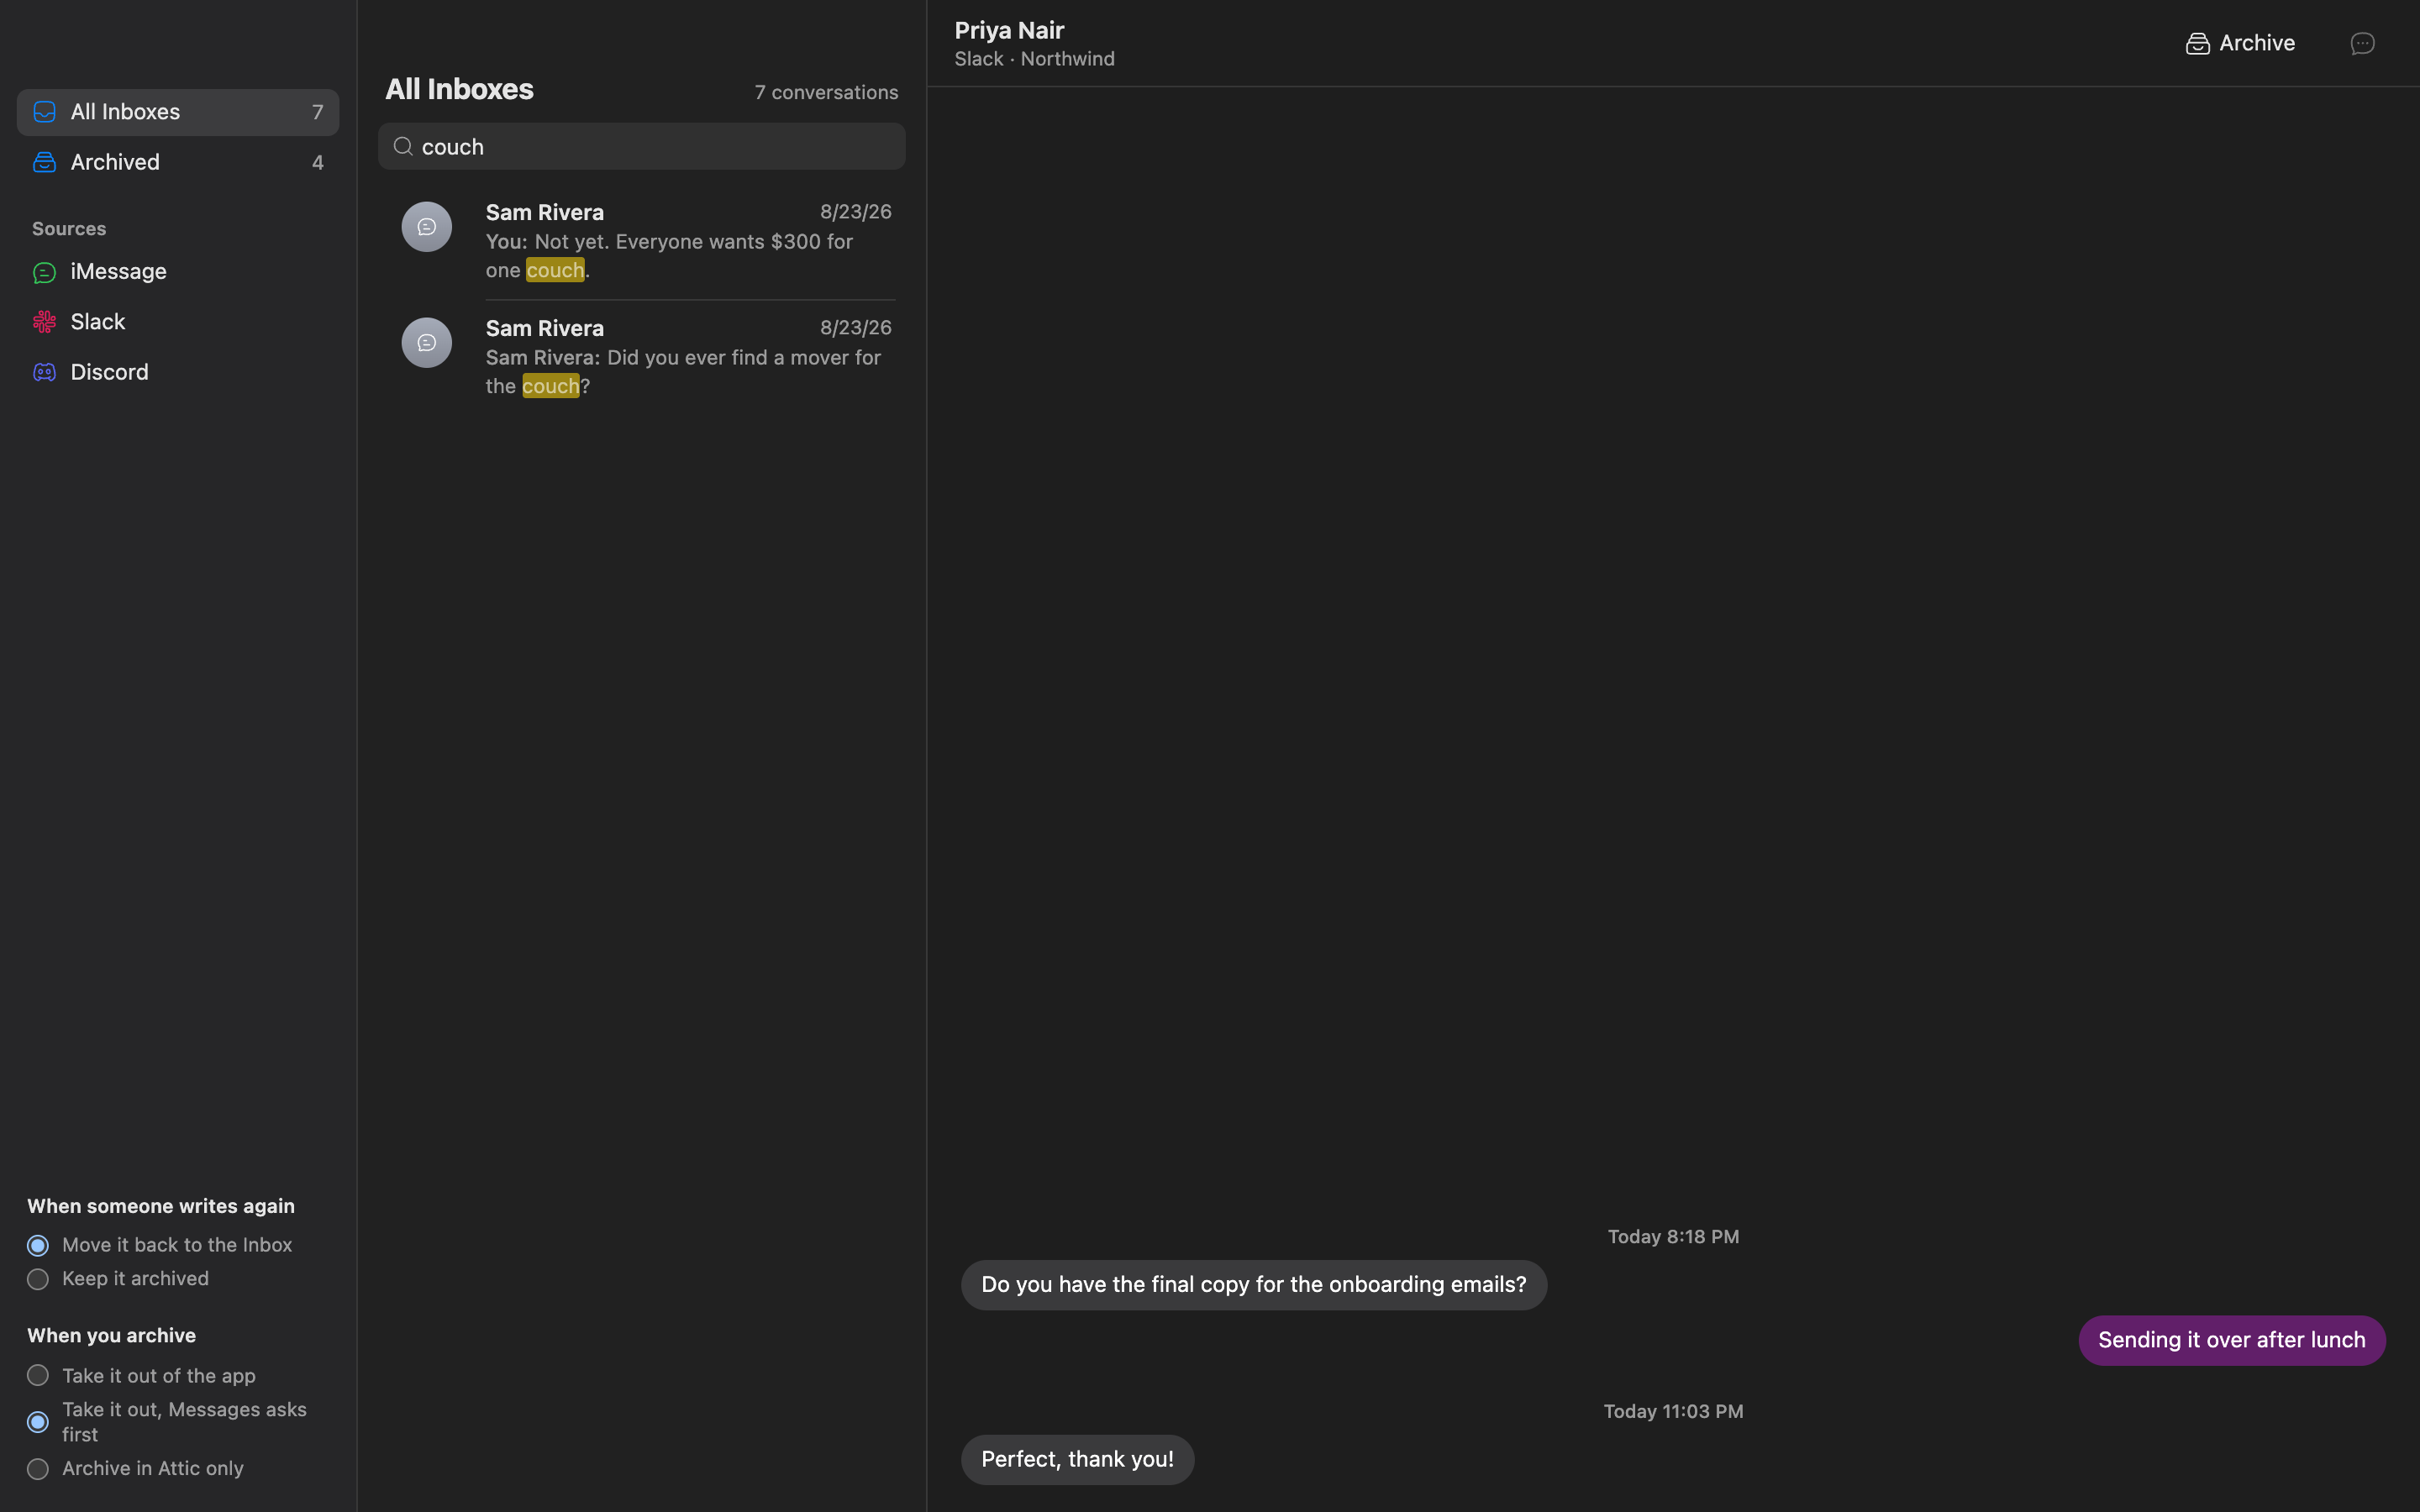 All Inboxes 7
Archived 4
Sources
iMessage
Slack
Discord
When someone writes again
Move it back to the Inbox
Keep it archived
When you archive
Take it out of the app
Take it out, Messages asks
first
Archive in Attic only
All Inboxes 7 conversations
couch
Sam Rivera 8/23/26
You: Not yet. Everyone wants $300 for
one couch.
Sam Rivera 8/23/26
Sam Rivera: Did you ever find a mover for
the couch?
Priya Nair
Slack · Northwind
Archive
Today 8:18 PM
Do you have the final copy for the onboarding emails?
Sending it over after lunch
Today 11:03 PM
Perfect, thank you!